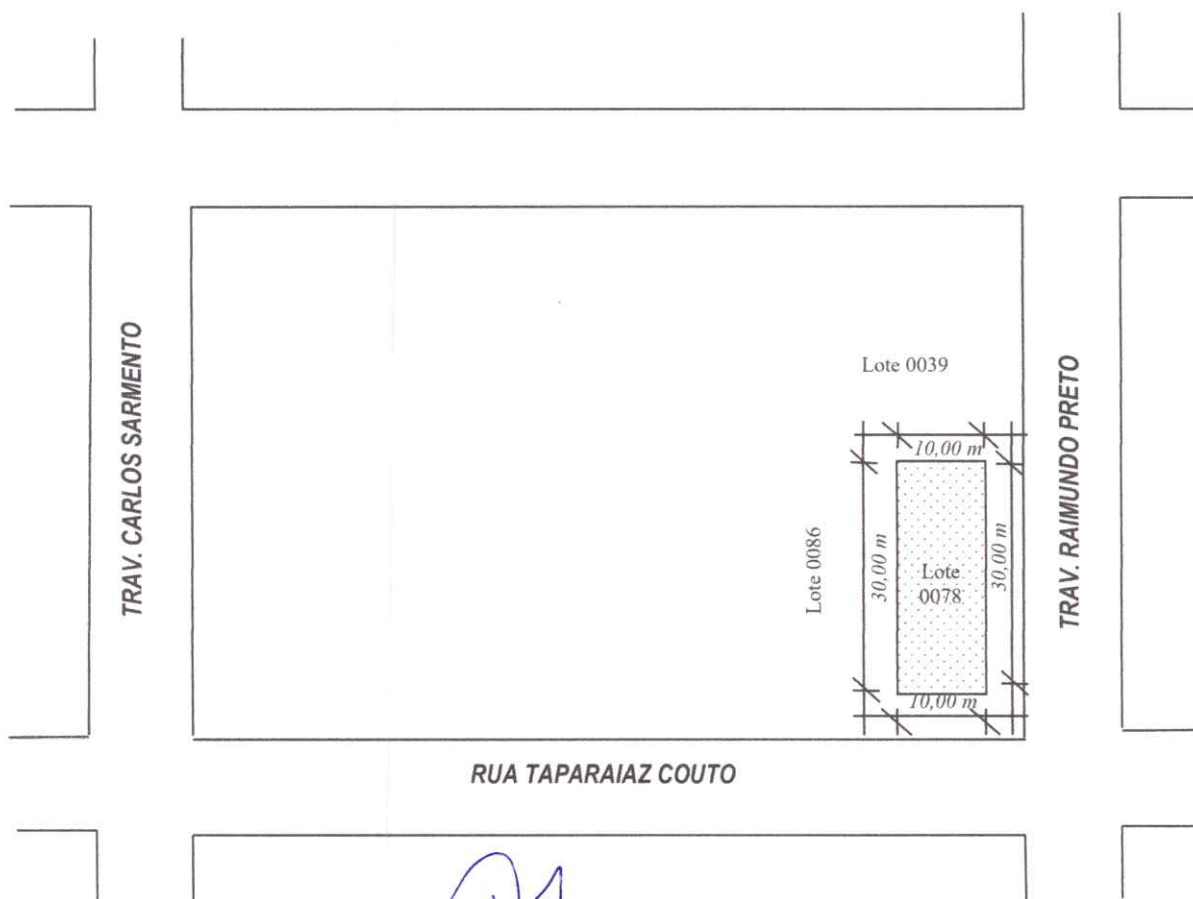 TRAV. CARLOS SARMENTO
Lote 0039
TRAV. RAIMUNDO PRETO
10,00 m
Lote 0086
30,00 m
Lote
0078
30,00 m
10,00 m
RUA TAPARAIAZ COUTO